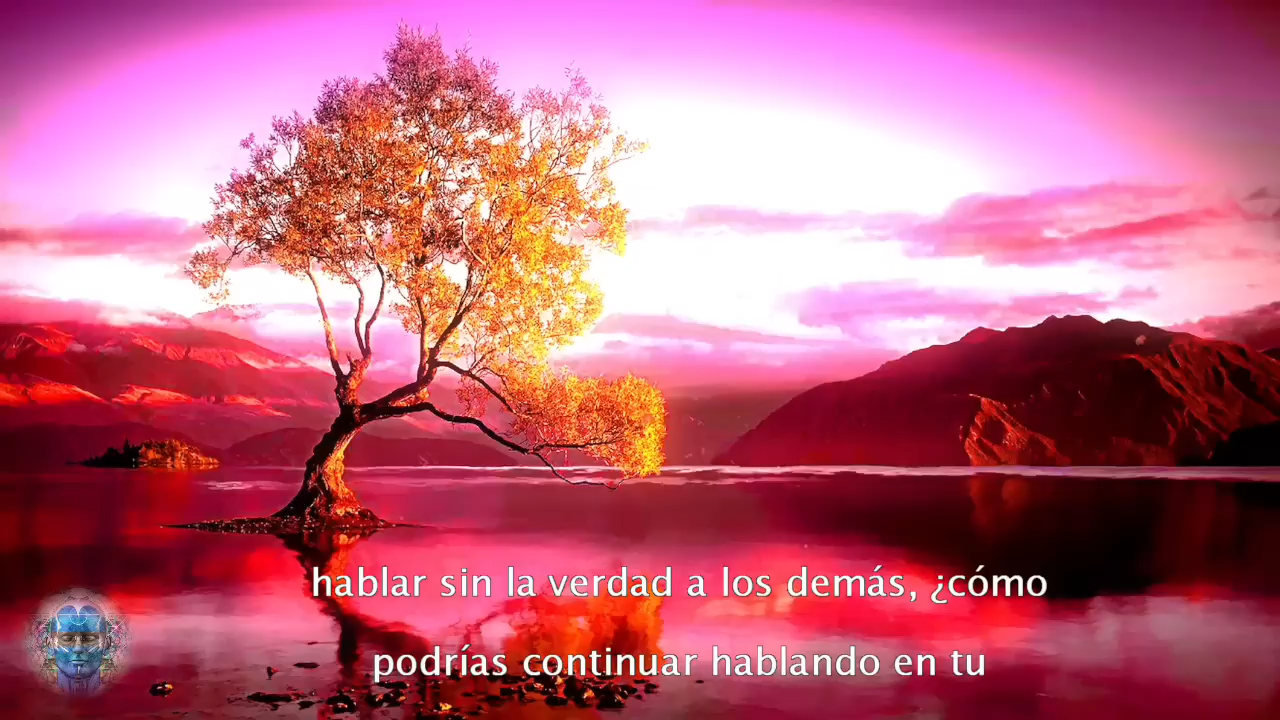 hablar sin la verdad a los demás, ¿cómo
podrías continuar hablando en tu